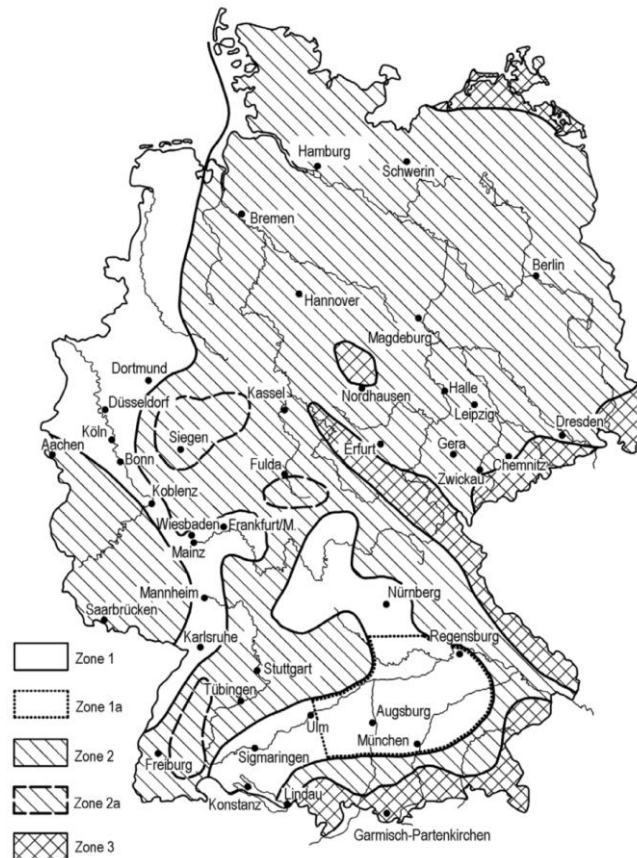 Hamburg
Schwerin
Bremen
Berlin
Hannover
Magdeburg
Dortmund
Düsseldorf
Kassel
Nordhausen
Halle
Leipzig
Köln
Siegen
Erfurt
Gera
Dresden
Aachen
Bonn
Fulda
Zwickau
Chemnitz
Koblenz
Wiesbaden
Frankfurt/M.
Mainz
Mannheim
Nürnberg
Saarbrücken
Karlsruhe
Regensburg
Stuttgart
Tübingen
Ulm
Augsburg
München
Freiburg
Sigmaringen
Konstanz
Lindau
Garmisch-Partenkirchen
Zone 1
Zone 1a
Zone 2
Zone 2a
Zone 3